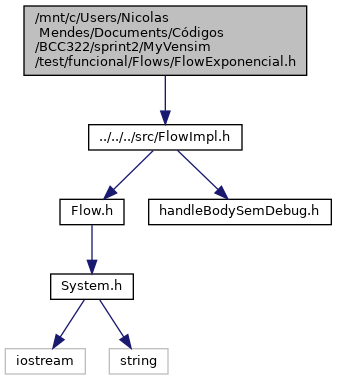 /mnt/c/Users/Nicolas
Mendes/Documents/Códigos
/BCC322/sprint2/MyVensim
/test/funcional/Flows/FlowExponencial.h
../../../src/FlowImpl.h
Flow.h
handleBodySemDebug.h
System.h
iostream
string